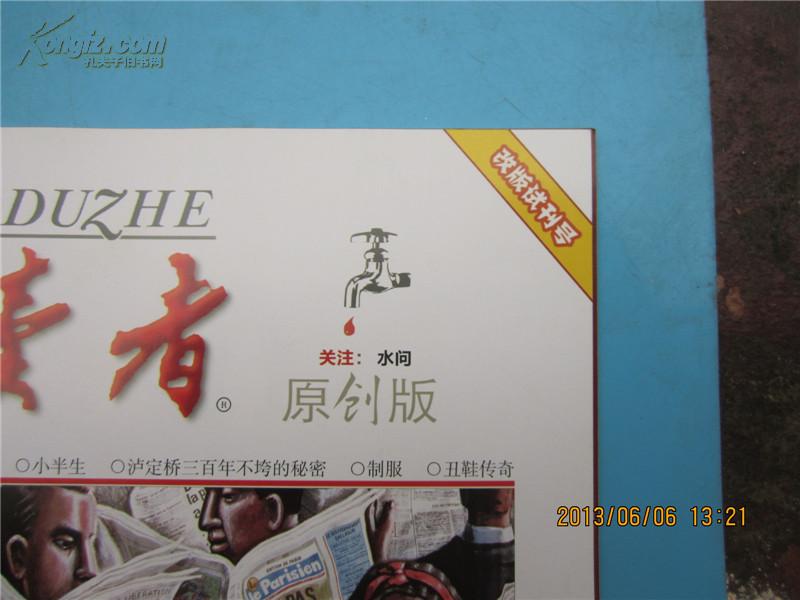 Kongfz.com
孔夫子旧书网
改版试刊号
DUZHE
读者®
关注： 水问
原创版
○小半生 ○泸定桥三百年不垮的秘密 ○制服 ○丑鞋传奇
le Parisien
LIBERATION
2013/06/06 13:21